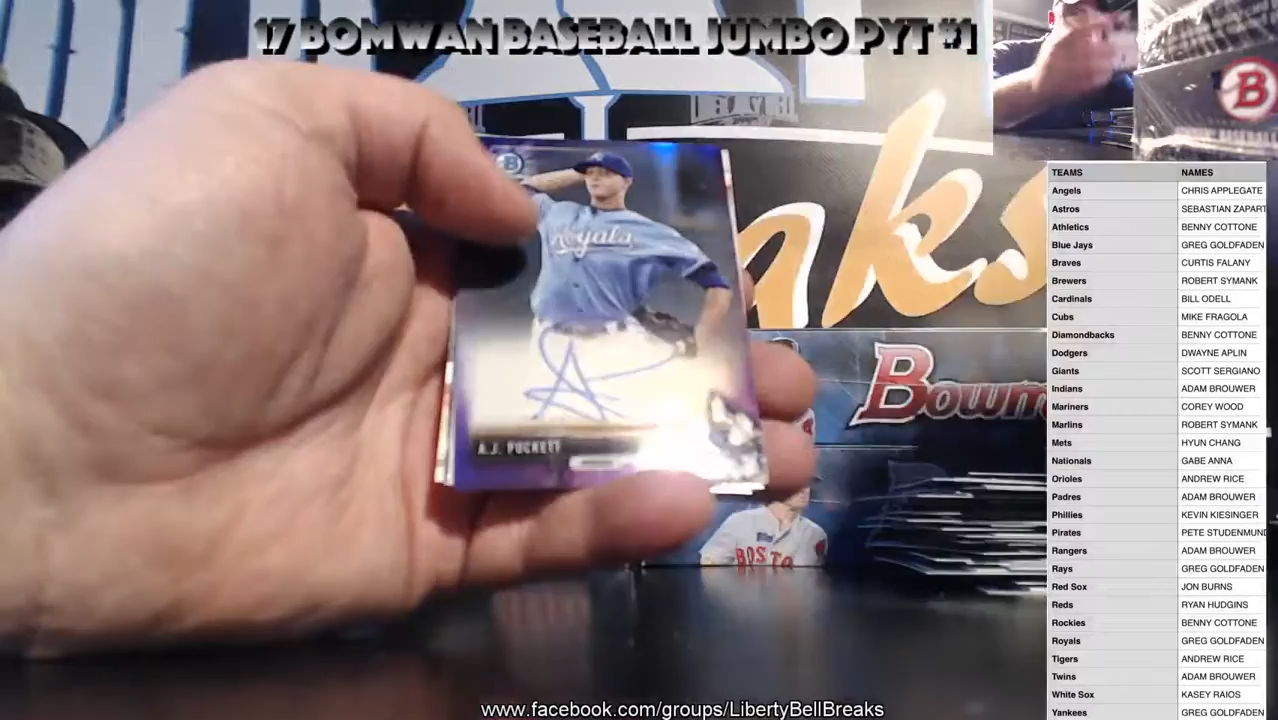 17 BOMWAN BASEBALL JUMBO PYT #1
B
B
Royals
A.J. PUCKETT
nks
Bowm
BOSTO
TEAMS NAMES
Angels CHRIS APPLEGATE
Astros SEBASTIAN ZAPART
Athletics BENNY COTTONE
Blue Jays GREG GOLDFADEN
Braves CURTIS FALANY
Brewers ROBERT SYMANK
Cardinals BILL ODELL
Cubs MIKE FRAGOLA
Diamondbacks BENNY COTTONE
Dodgers DWAYNE APLIN
Giants SCOTT SERGIANO
Indians ADAM BROUWER
Mariners COREY WOOD
Marlins ROBERT SYMANK
Mets HYUN CHANG
Nationals GABE ANNA
Orioles ANDREW RICE
Padres ADAM BROUWER
Phillies KEVIN KIESINGER
Pirates PETE STUDENMUND
Rangers ADAM BROUWER
Rays GREG GOLDFADEN
Red Sox JON BURNS
Reds RYAN HUDGINS
Rockies BENNY COTTONE
Royals GREG GOLDFADEN
Tigers ANDREW RICE
Twins ADAM BROUWER
White Sox KASEY RAIOS
Yankees GREG GOLDFADEN
www.facebook.com/groups/LibertyBellBreaks